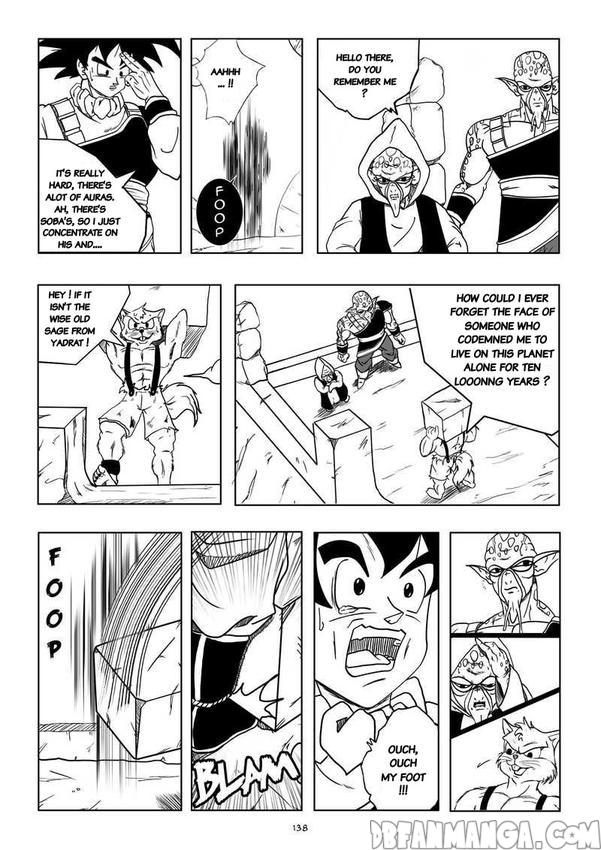 IT'S REALLY
HARD, THERE'S
ALOT OF AURAS.
AH, THERE'S
SOBA'S, SO I JUST
CONCENTRATE ON
HIS AND....
AAHHH
... !!
FOOP
HELLO THERE,
DO YOU
REMEMBER ME
?
HEY ! IF IT
ISN'T THE
WISE OLD
SAGE FROM
YADRAT !
HOW COULD I EVER
FORGET THE FACE OF
SOMEONE WHO
CODEMNED ME TO
LIVE ON THIS PLANET
ALONE FOR TEN
LOOONNG YEARS ?
FOOP
BLAM
OUCH,
OUCH
MY FOOT
!!!
138
DBFANMANGA.COM